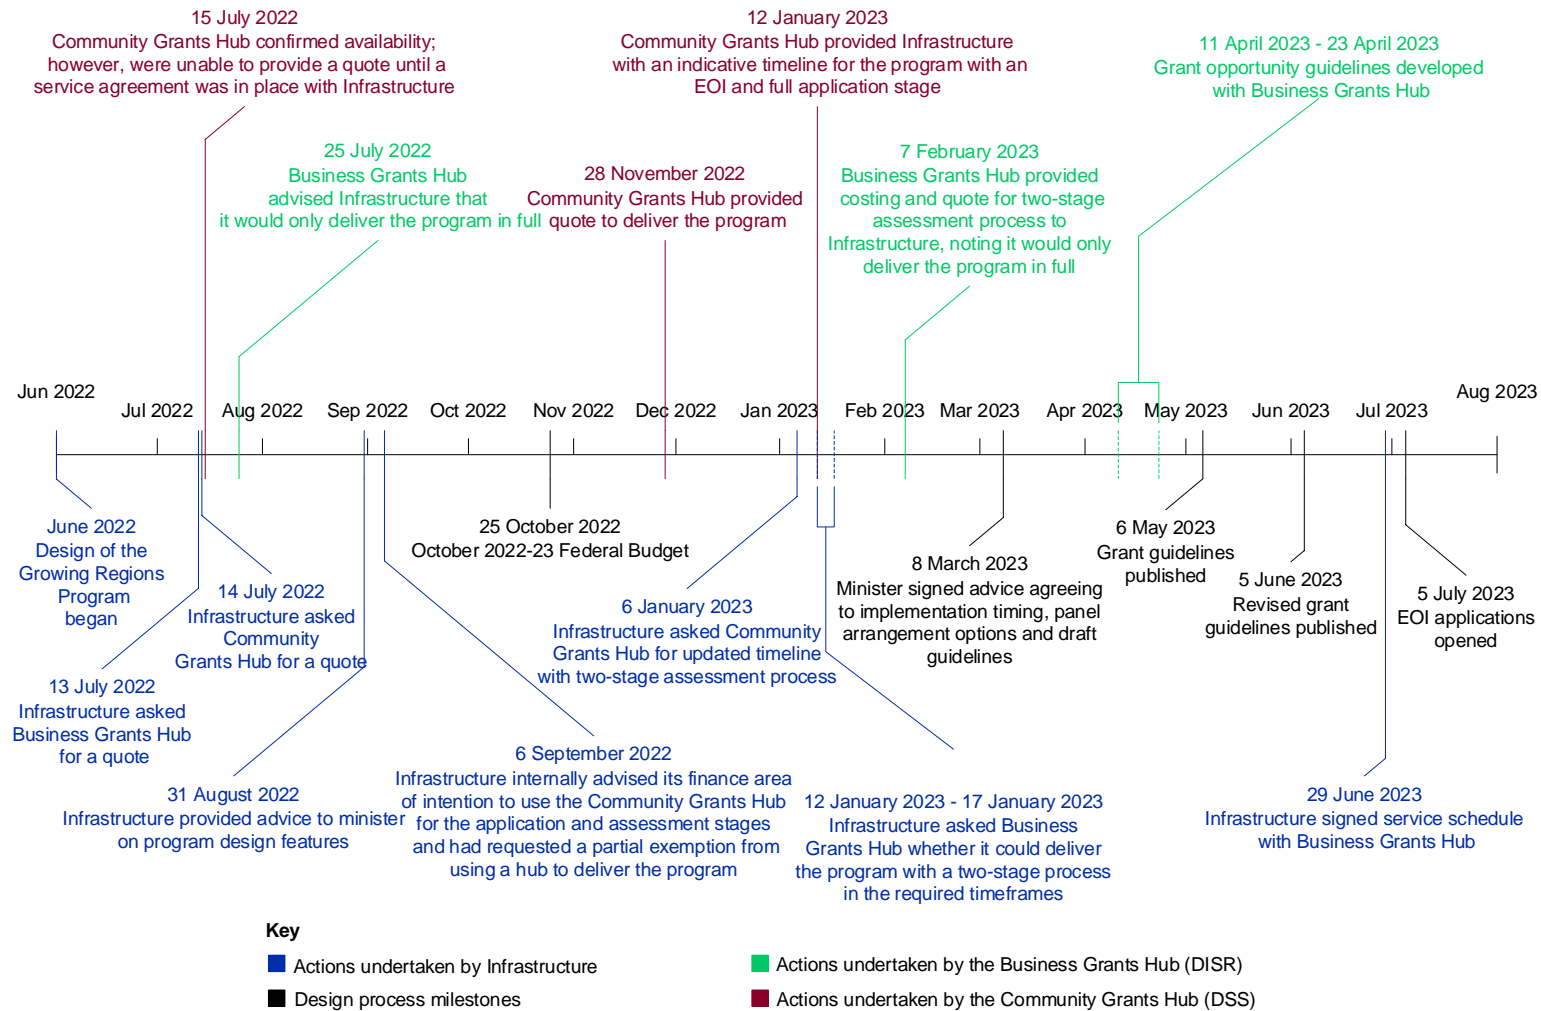 15 July 2022
Community Grants Hub confirmed availability;
however, were unable to provide a quote until a
service agreement was in place with Infrastructure
12 January 2023
Community Grants Hub provided Infrastructure
with an indicative timeline for the program with an
EOI and full application stage
11 April 2023 - 23 April 2023
Grant opportunity guidelines developed
with Business Grants Hub
25 July 2022
Business Grants Hub
advised Infrastructure that
it would only deliver the program in full
28 November 2022
Community Grants Hub provided
quote to deliver the program
7 February 2023
Business Grants Hub provided
costing and quote for two-stage
assessment process to
Infrastructure, noting it would only
deliver the program in full
Jun 2022
Jul 2022
Aug 2022
Sep 2022
Oct 2022
Nov 2022
Dec 2022
Jan 2023
Feb 2023
Mar 2023
Apr 2023
May 2023
Jun 2023
Jul 2023
Aug 2023
June 2022
Design of the
Growing Regions
Program
began
13 July 2022
Infrastructure asked
Business Grants Hub
for a quote
14 July 2022
Infrastructure asked
Community
Grants Hub for a quote
31 August 2022
Infrastructure provided advice to minister
on program design features
6 September 2022
Infrastructure internally advised its finance area
of intention to use the Community Grants Hub
for the application and assessment stages
and had requested a partial exemption from
using a hub to deliver the program
25 October 2022
October 2022-23 Federal Budget
6 January 2023
Infrastructure asked Community
Grants Hub for updated timeline
with two-stage assessment process
12 January 2023 - 17 January 2023
Infrastructure asked Business
Grants Hub whether it could deliver
the program with a two-stage process
in the required timeframes
8 March 2023
Minister signed advice agreeing
to implementation timing, panel
arrangement options and draft
guidelines
6 May 2023
Grant guidelines
published
5 June 2023
Revised grant
guidelines published
29 June 2023
Infrastructure signed service schedule
with Business Grants Hub
5 July 2023
EOI applications
opened
Key
Actions undertaken by Infrastructure
Design process milestones
Actions undertaken by the Business Grants Hub (DISR)
Actions undertaken by the Community Grants Hub (DSS)